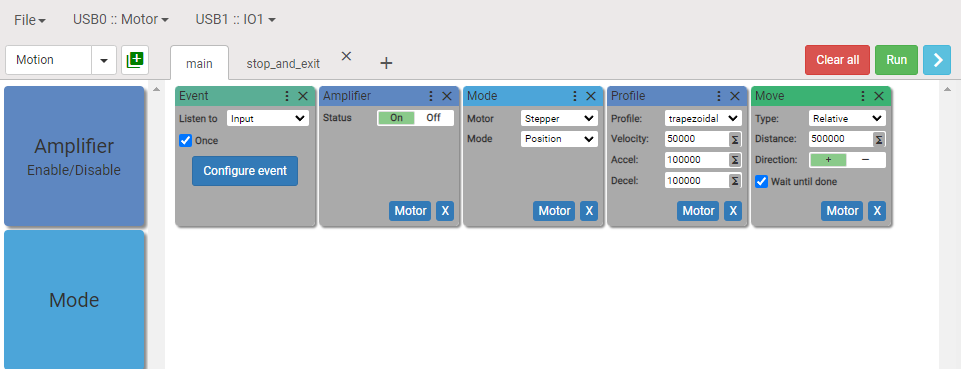 File USB0 :: Motor USB1 :: IO1
Motion main stop_and_exit × + Clear all Run
Event Amplifier Mode Profile Move
Listen to Input Status On Off Motor Stepper Profile: trapezoidal Type: Relative
Once Mode Position Velocity: 50000 Σ Distance: 500000 Σ
Configure event Accel: 100000 Σ Direction: + −
Decel: 100000 Σ Wait until done
Motor X Motor X Motor X Motor X
Amplifier
Enable/Disable
Mode